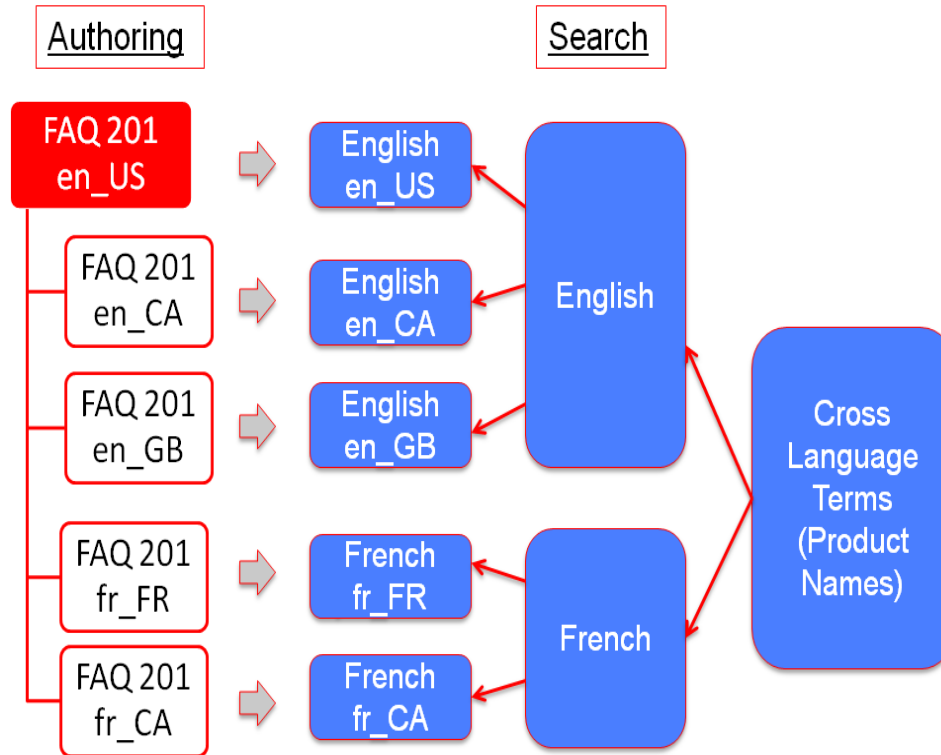 Authoring
Search
FAQ 201
en_US
English
en_US
FAQ 201
en_CA
English
en_CA
English
FAQ 201
en_GB
English
en_GB
Cross
Language
Terms
(Product
Names)
FAQ 201
fr_FR
French
fr_FR
French
FAQ 201
fr_CA
French
fr_CA